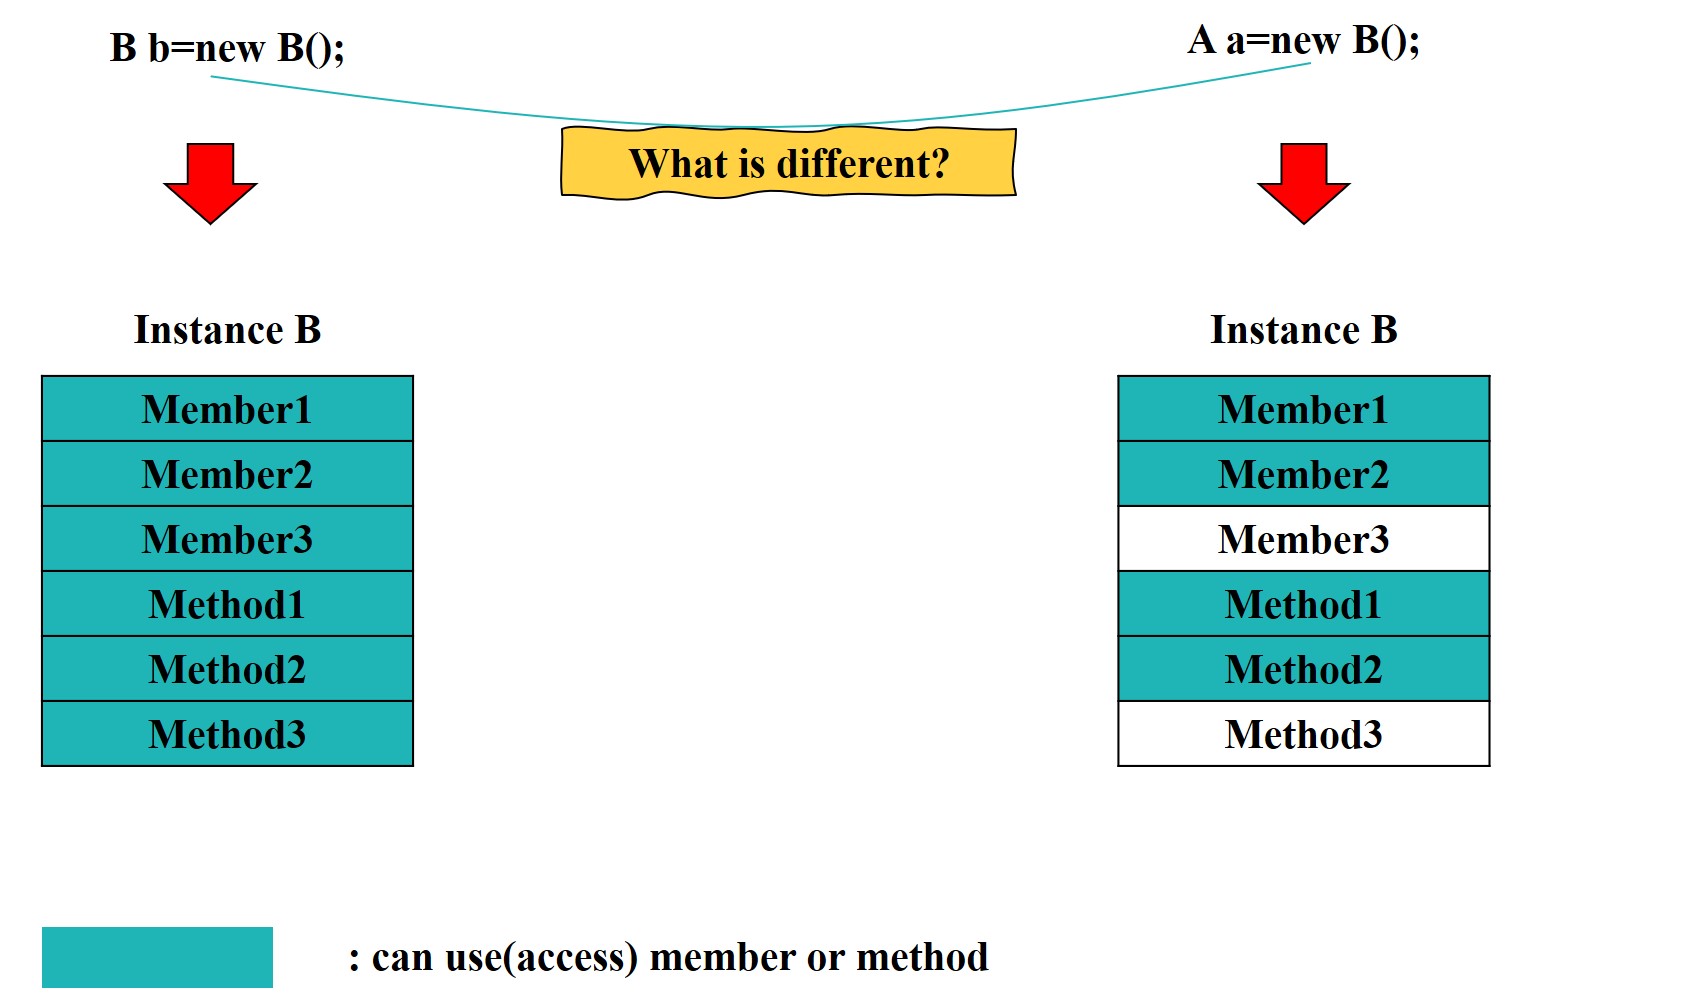 B b=new B();
A a=new B();
What is different?
Instance B
Member1
Member2
Member3
Method1
Method2
Method3
Instance B
Member1
Member2
Member3
Method1
Method2
Method3
: can use(access) member or method